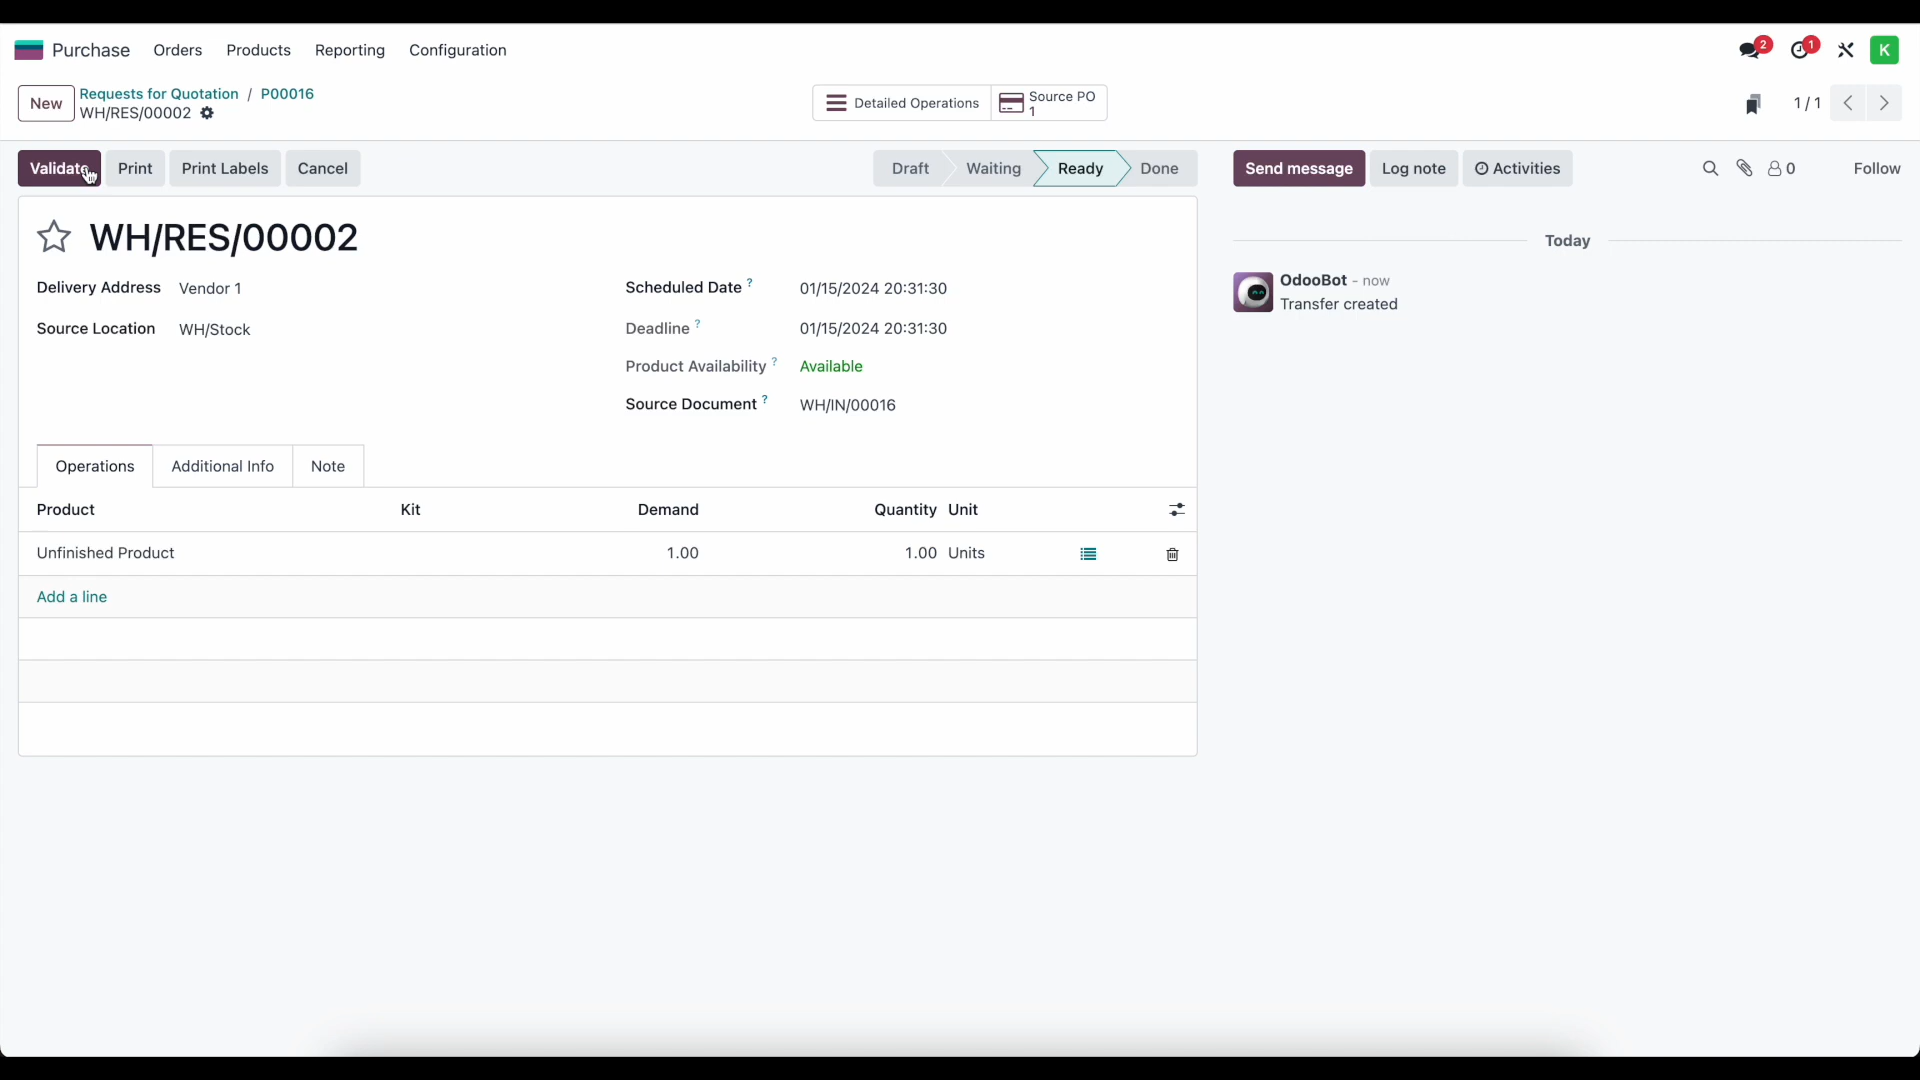 Purchase Orders Products Reporting Configuration 2 1 K
New Requests for Quotation / P00016
WH/RES/00002
Detailed Operations Source PO 1 1 / 1
Validate Print Print Labels Cancel Draft Waiting Ready Done Send message Log note Activities 0 Follow
WH/RES/00002
Delivery Address Vendor 1
Source Location WH/Stock
Scheduled Date ? 01/15/2024 20:31:30
Deadline ? 01/15/2024 20:31:30
Product Availability ? Available
Source Document ? WH/IN/00016
Operations Additional Info Note
Product Kit Demand Quantity Unit
Unfinished Product 1.00 1.00 Units
Add a line
Today
OdooBot - now
Transfer created